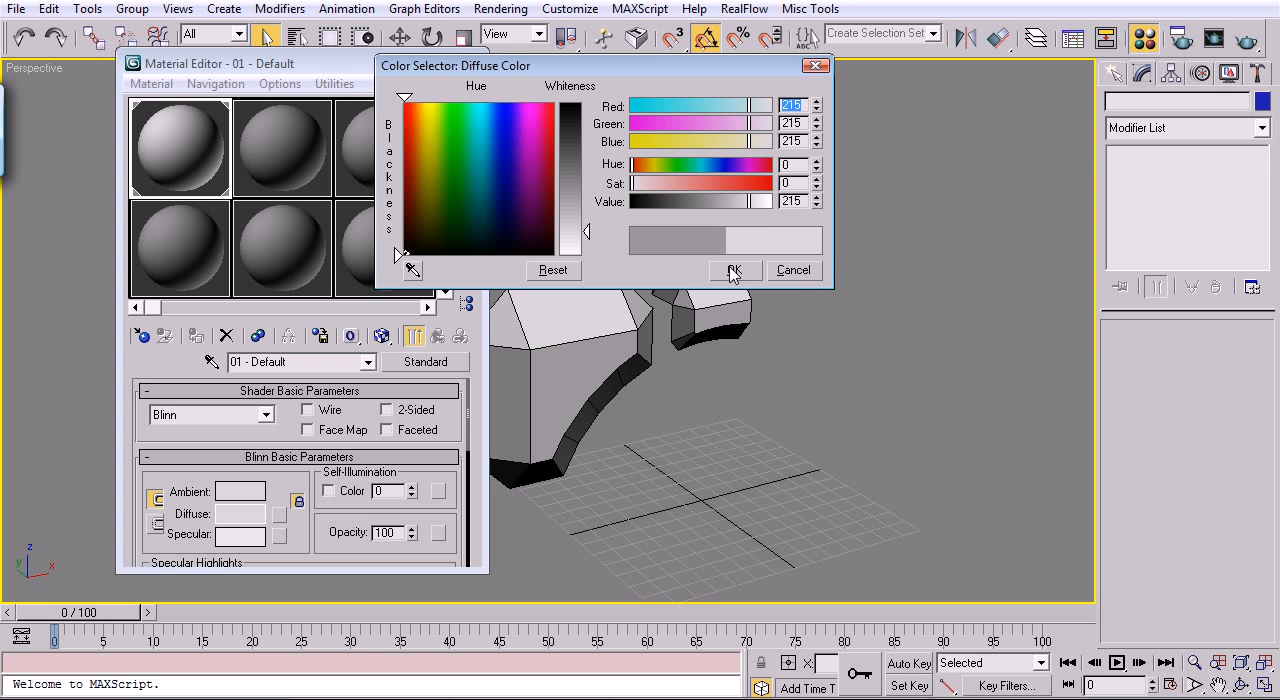 File Edit Tools Group Views Create Modifiers Animation Graph Editors Rendering Customize MAXScript Help RealFlow Misc Tools
All View 3 Create Selection Set
Perspective
Material Editor - 01 - Default
Material Navigation Options Utilities
01 - Default Standard
- Shader Basic Parameters
Blinn Wire 2-Sided
Face Map Faceted
- Blinn Basic Parameters
Self-Illumination
Ambient: Color 0
Diffuse:
Specular: Opacity: 100
Specular Highlights
Color Selector: Diffuse Color
Hue Whiteness
Blackness
Red: 215
Green: 215
Blue: 215
Hue: 0
Sat: 0
Value: 215
Reset OK Cancel
Modifier List
z
y x
< 0 / 100 >
0 5 10 15 20 25 30 35 40 45 50 55 60 65 70 75 80 85 90 95 100
X: Auto Key Selected
Welcome to MAXScript. Add Time T Set Key Key Filters... 0